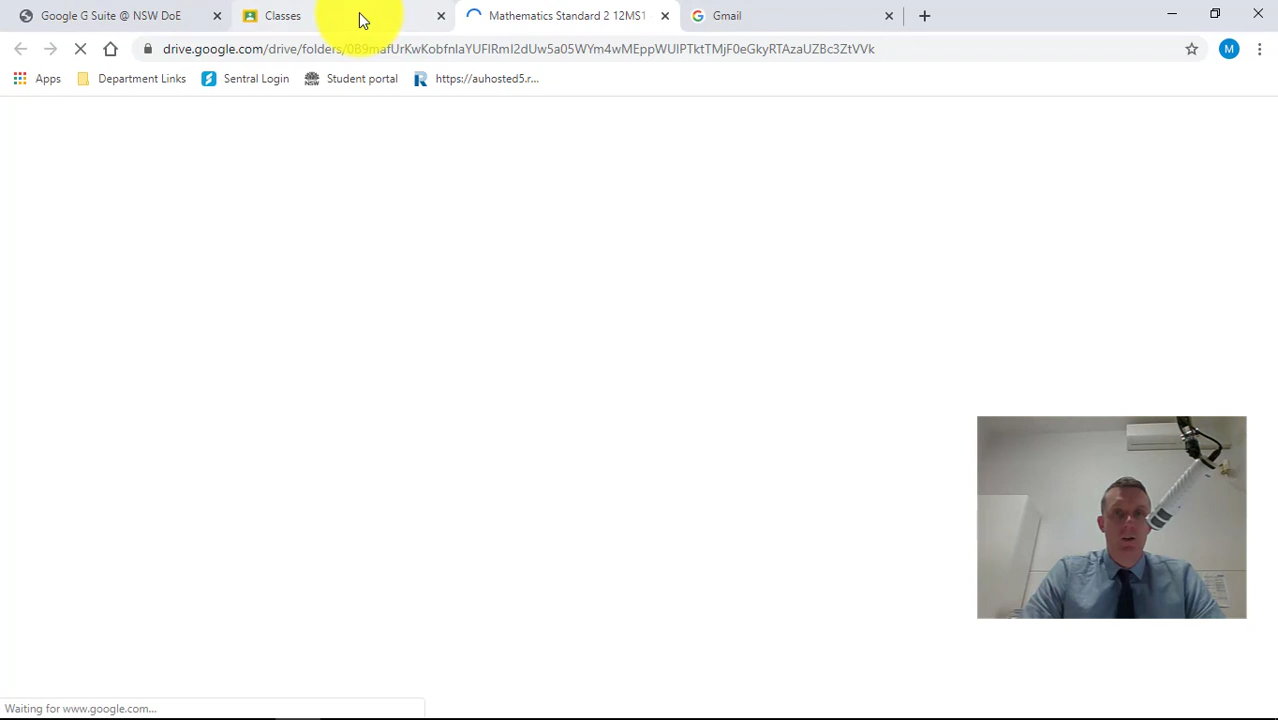 Google G Suite @ NSW DoE
Classes
Mathematics Standard 2 12MS1
Gmail
drive.google.com/drive/folders/0B9mafUrKwKobfnlaYUFIRmI2dUw5a05WYm4wMEppWUlPTktTMjF0eGkyRTAzaUZBc3ZtVVk
M
Apps
Department Links
Sentral Login
Student portal
https://auhosted5.r...
Waiting for www.google.com...